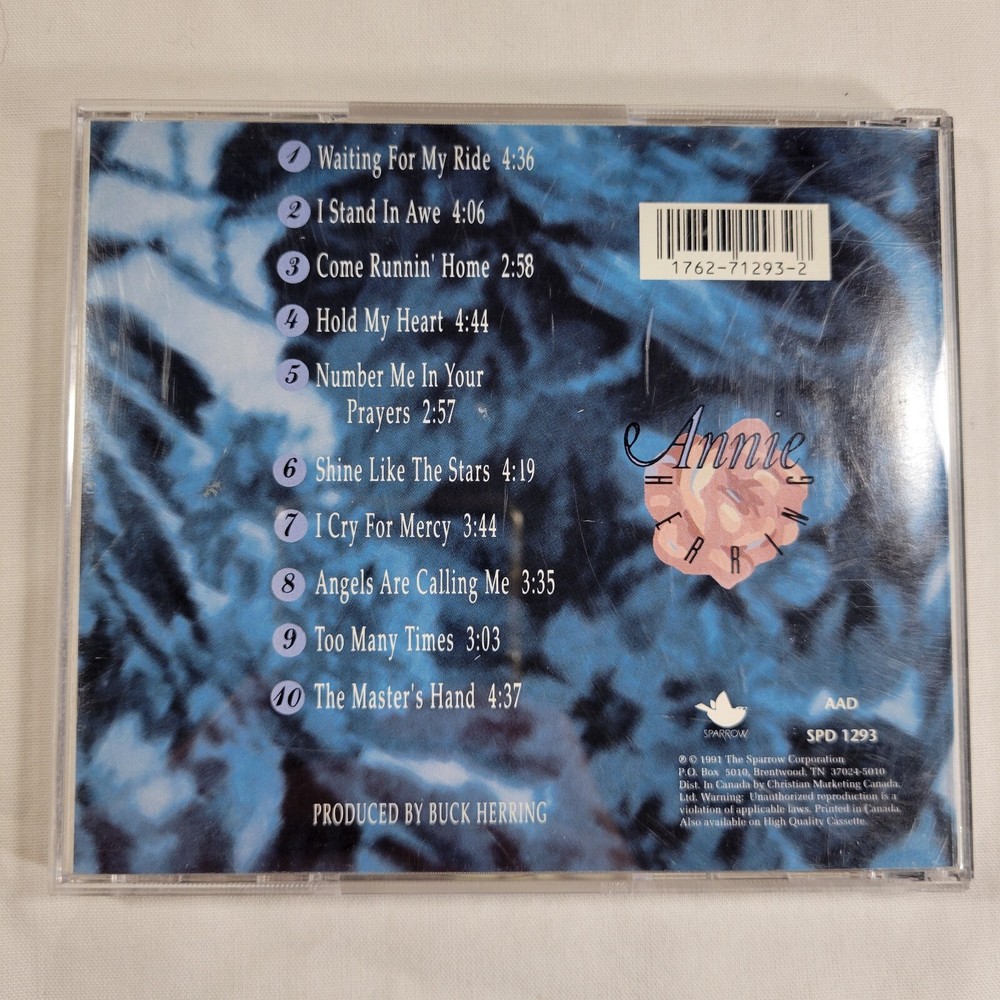 1 Waiting For My Ride 4:36
2 I Stand In Awe 4:06
3 Come Runnin' Home 2:58
4 Hold My Heart 4:44
5 Number Me In Your
Prayers 2:57
6 Shine Like The Stars 4:19
7 I Cry For Mercy 3:44
8 Angels Are Calling Me 3:35
9 Too Many Times 3:03
10 The Master's Hand 4:37
PRODUCED BY BUCK HERRING
1762-71293-2
Annie
HERRING
SPARROW
AAD
SPD 1293
℗ © 1991 The Sparrow Corporation
P.O. Box 5010, Brentwood, TN 37024-5010
Dist. In Canada by Christian Marketing Canada,
Ltd. Warning: Unauthorized reproduction is a
violation of applicable laws. Printed in Canada.
Also available on High Quality Cassette.